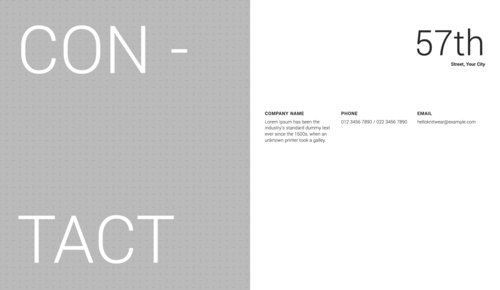 CON -
TACT
57th
Street, Your City
COMPANY NAME
Lorem Ipsum has been the
industry's standard dummy text
ever since the 1500s, when an
unknown printer took a galley.
PHONE
012 3456 7890 / 022 3456 7890
EMAIL
helloknitwear@example.com